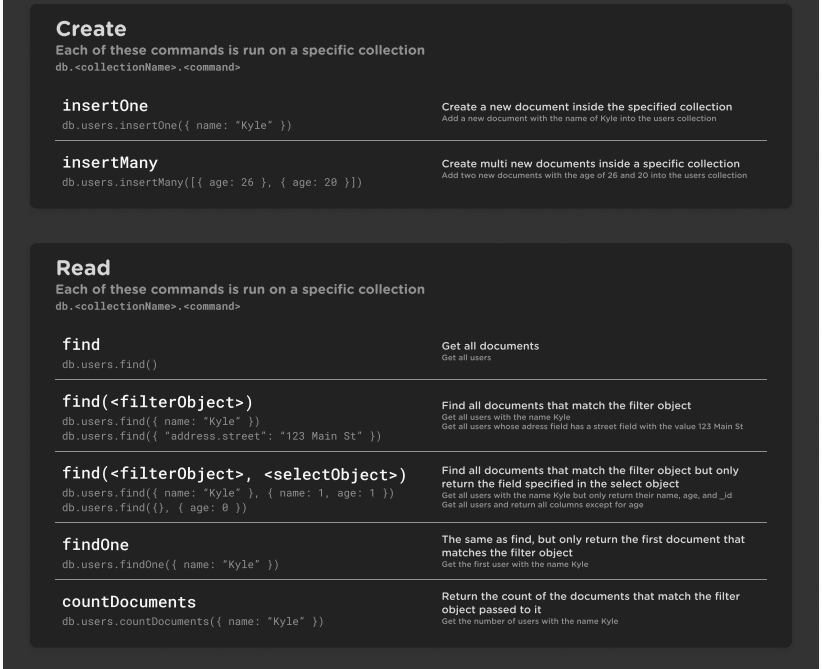 Create
Each of these commands is run on a specific collection
db.<collectionName>.<command>
insertOne
db.users.insertOne({ name: “Kyle” })
Create a new document inside the specified collection
Add a new document with the name of Kyle into the users collection
insertMany
db.users.insertMany([{ age: 26 }, { age: 20 }])
Create multi new documents inside a specific collection
Add two new documents with the age of 26 and 20 into the users collection
Read
Each of these commands is run on a specific collection
db.<collectionName>.<command>
find
db.users.find()
Get all documents
Get all users
find(<filterObject>)
db.users.find({ name: “Kyle” })
db.users.find({ “address.street”: “123 Main St” })
Find all documents that match the filter object
Get all users with the name Kyle
Get all users whose adress field has a street field with the value 123 Main St
find(<filterObject>, <selectObject>)
db.users.find({ name: “Kyle” }, { name: 1, age: 1 })
db.users.find({}, { age: 0 })
Find all documents that match the filter object but only
return the field specified in the select object
Get all users with the name Kyle but only return their name, age, and _id
Get all users and return all columns except for age
findOne
db.users.findOne({ name: “Kyle” })
The same as find, but only return the first document that
matches the filter object
Get the first user with the name Kyle
countDocuments
db.users.countDocuments({ name: “Kyle” })
Return the count of the documents that match the filter
object passed to it
Get the number of users with the name Kyle